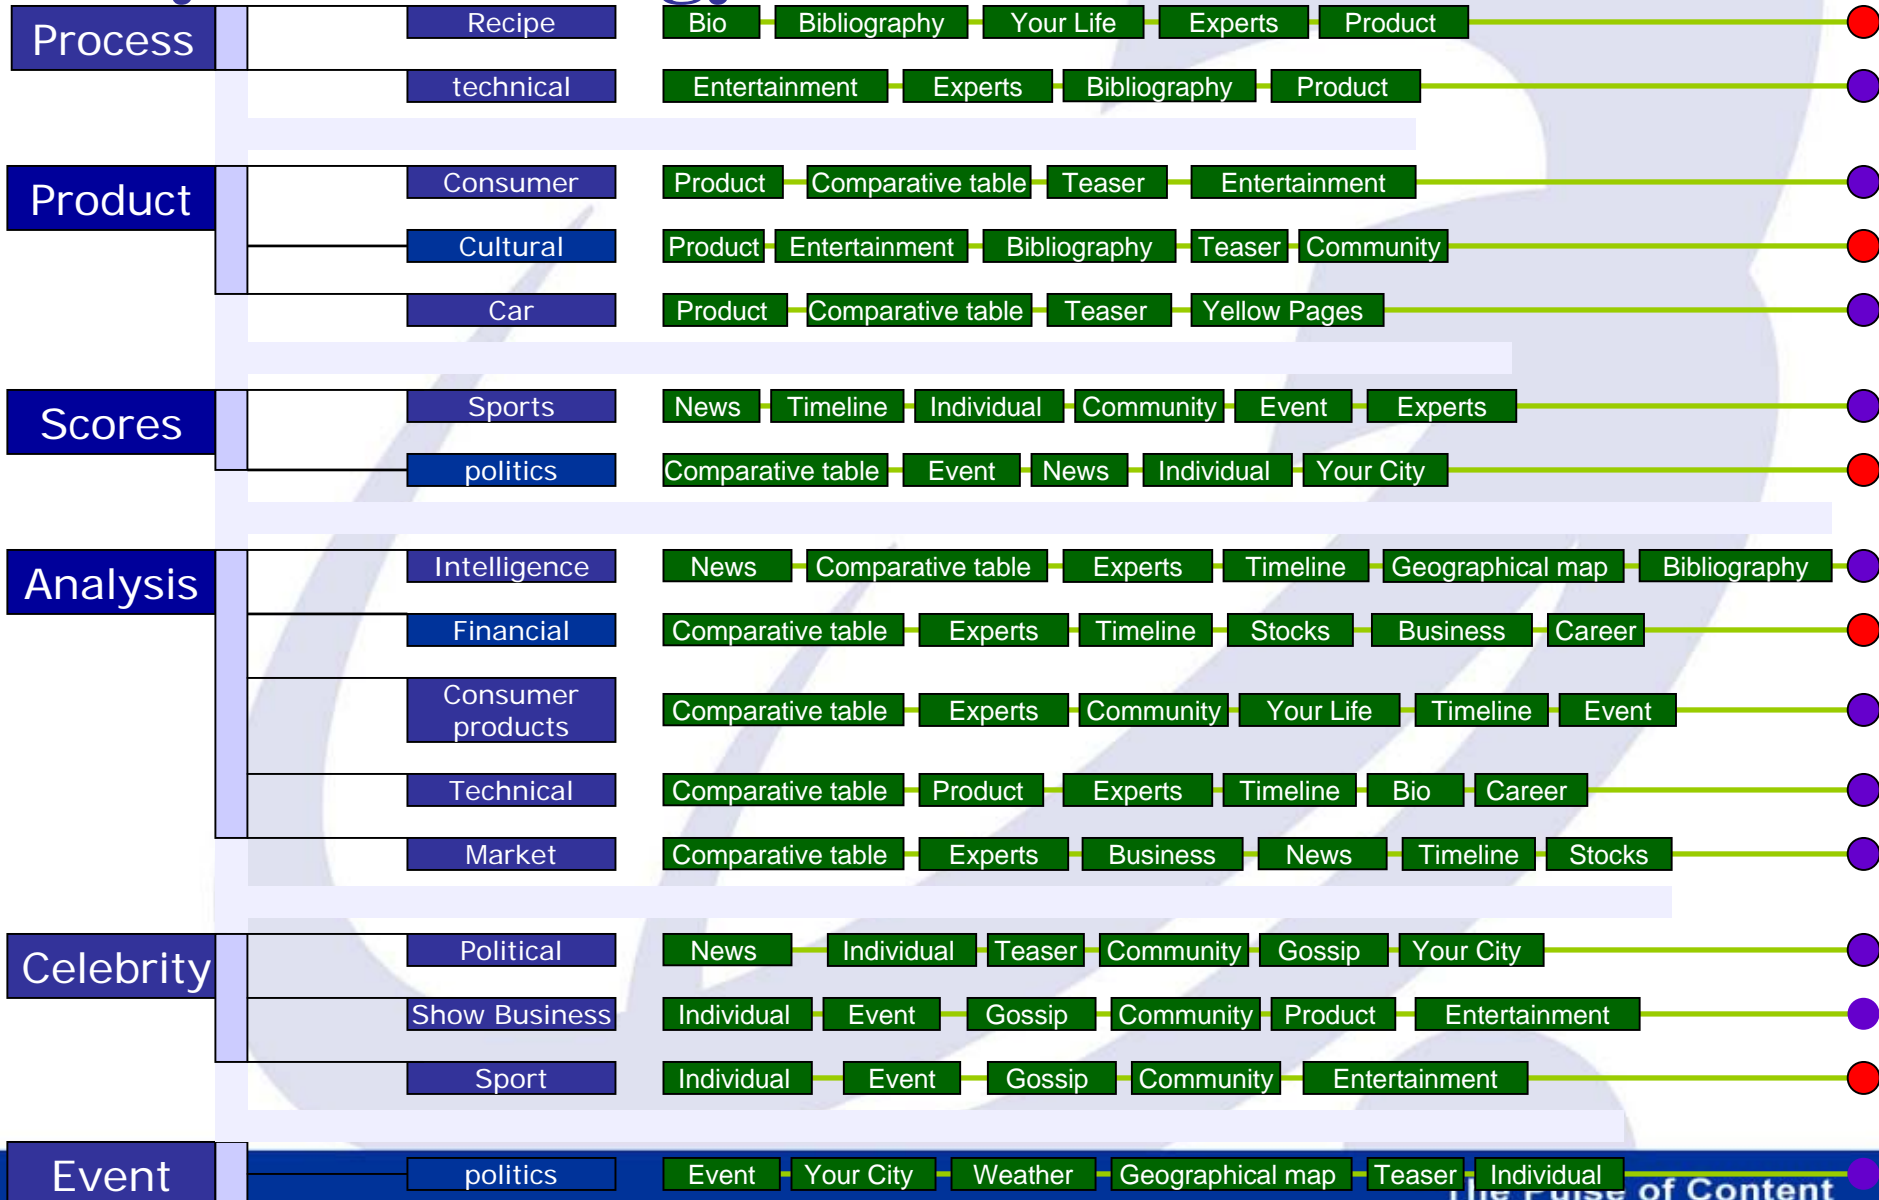 Process
Recipe Bio Bibliography Your Life Experts Product
technical Entertainment Experts Bibliography Product
Product
Consumer Product Comparative table Teaser Entertainment
Cultural Product Entertainment Bibliography Teaser Community
Car Product Comparative table Teaser Yellow Pages
Scores
Sports News Timeline Individual Community Event Experts
politics Comparative table Event News Individual Your City
Analysis
Intelligence News Comparative table Experts Timeline Geographical map Bibliography
Financial Comparative table Experts Timeline Stocks Business Career
Consumer
products
Comparative table Experts Community Your Life Timeline Event
Technical Comparative table Product Experts Timeline Bio Career
Market Comparative table Experts Business News Timeline Stocks
Celebrity
Political News Individual Teaser Community Gossip Your City
Show Business Individual Event Gossip Community Product Entertainment
Sport Individual Event Gossip Community Entertainment
Event
politics Event Your City Weather Geographical map Teaser Individual
The Pulse of Content